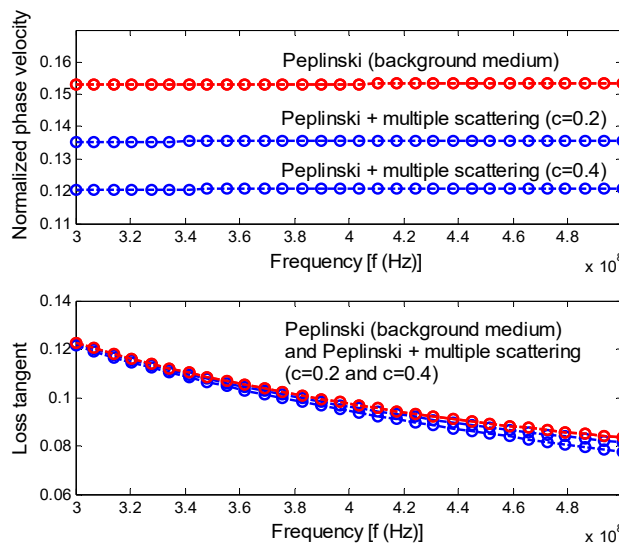 Normalized phase velocity
0.16
0.15
0.14
0.13
0.12
0.11
Peplinski (background medium)
Peplinski + multiple scattering (c=0.2)
Peplinski + multiple scattering (c=0.4)
3 3.2 3.4 3.6 3.8 4 4.2 4.4 4.6 4.8
Frequency [f (Hz)]
x 10
Loss tangent
0.14
0.12
0.1
0.08
0.06
Peplinski (background medium)
and Peplinski + multiple scattering
(c=0.2 and c=0.4)
3 3.2 3.4 3.6 3.8 4 4.2 4.4 4.6 4.8
Frequency [f (Hz)]
x 10